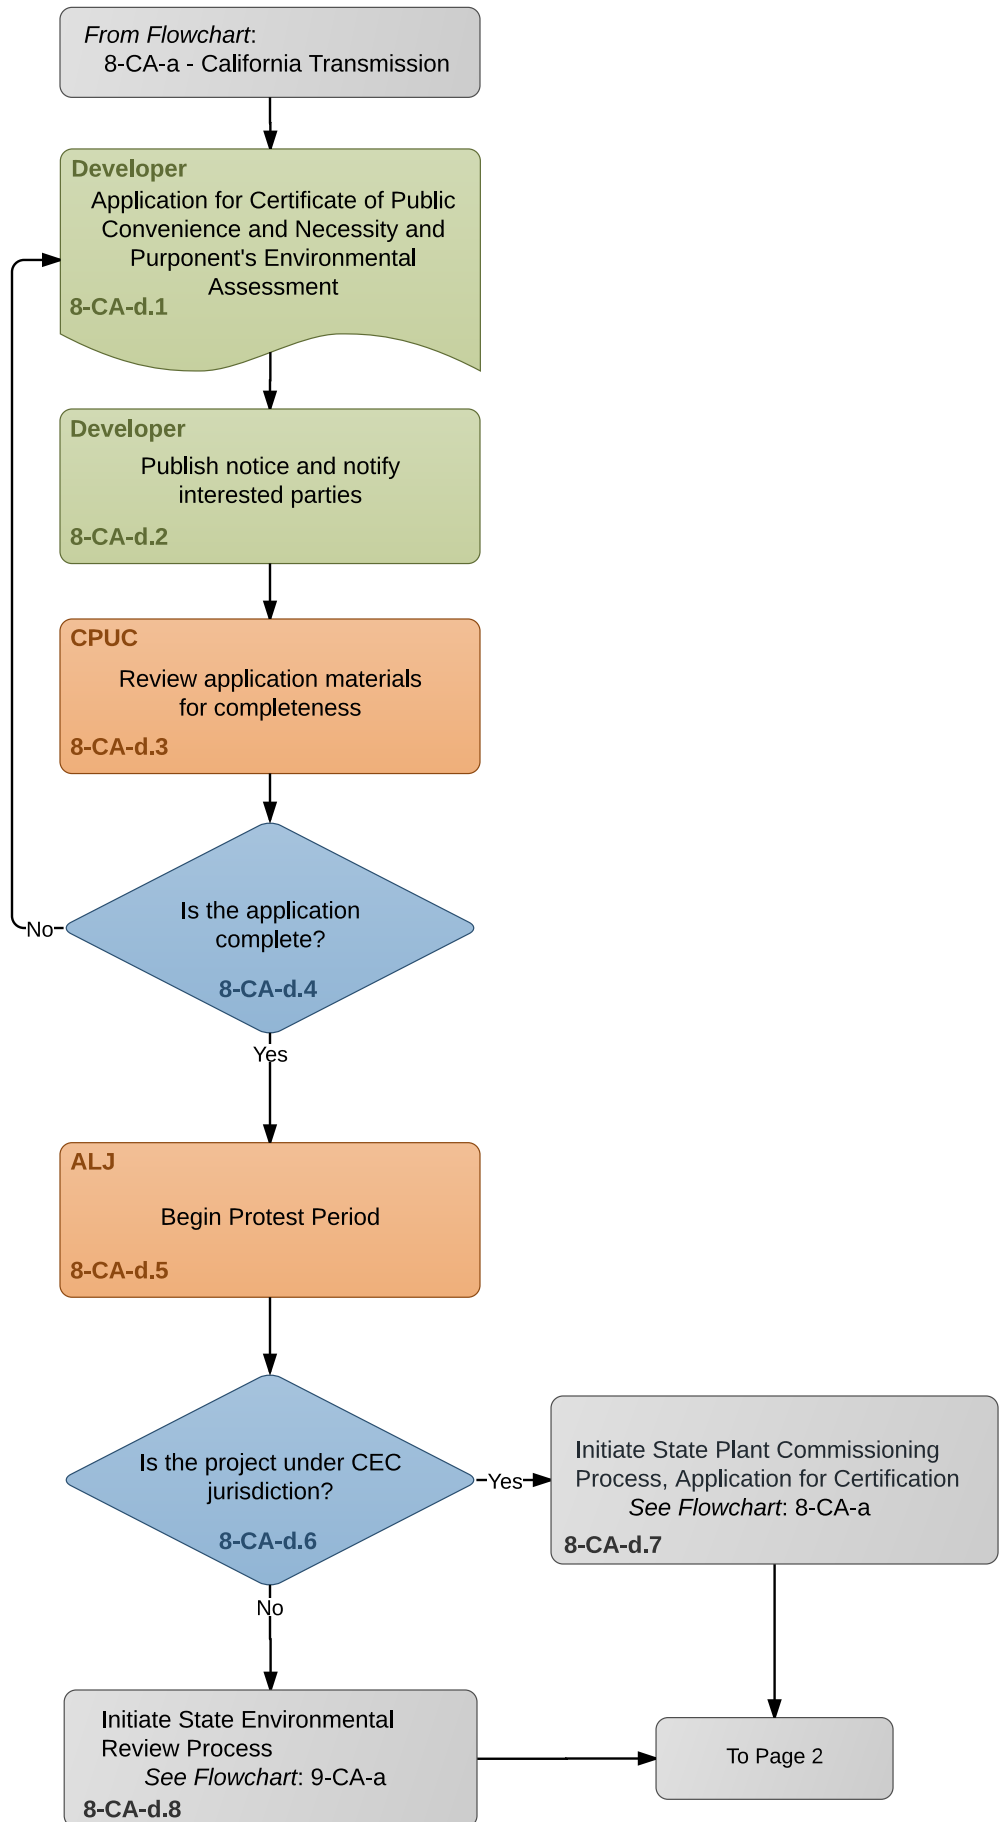 From Flowchart:
8-CA-a - California Transmission
Developer
Application for Certificate of Public
Convenience and Necessity and
Purponent's Environmental
Assessment
8-CA-d.1
Developer
Publish notice and notify
interested parties
8-CA-d.2
CPUC
Review application materials
for completeness
8-CA-d.3
Is the application
complete?
8-CA-d.4
No
Yes
ALJ
Begin Protest Period
8-CA-d.5
Is the project under CEC
jurisdiction?
8-CA-d.6
Yes
Initiate State Plant Commissioning
Process, Application for Certification
See Flowchart: 8-CA-a
8-CA-d.7
No
Initiate State Environmental
Review Process
See Flowchart: 9-CA-a
8-CA-d.8
To Page 2